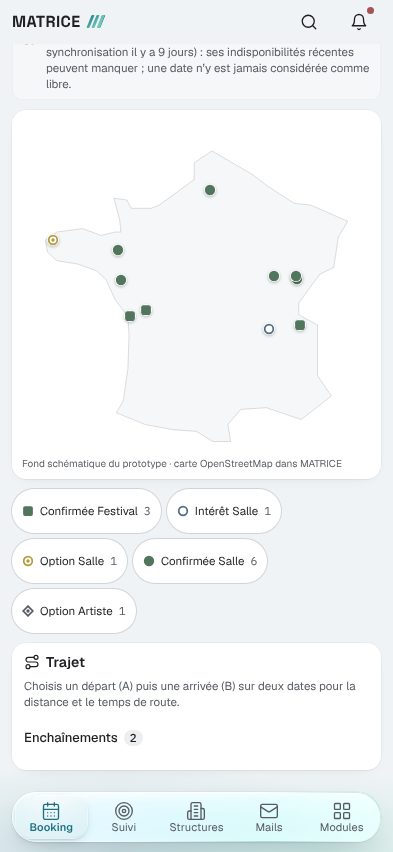 MATRICE
synchronisation il y a 9 jours) : ses indisponibilités récentes
peuvent manquer ; une date n'y est jamais considérée comme
libre.
Fond schématique du prototype · carte OpenStreetMap dans MATRICE
Confirmée Festival 3
Intérêt Salle 1
Option Salle 1
Confirmée Salle 6
Option Artiste 1
Trajet
Choisis un départ (A) puis une arrivée (B) sur deux dates pour la
distance et le temps de route.
Enchaînements 2
Booking
Suivi
Structures
Mails
Modules